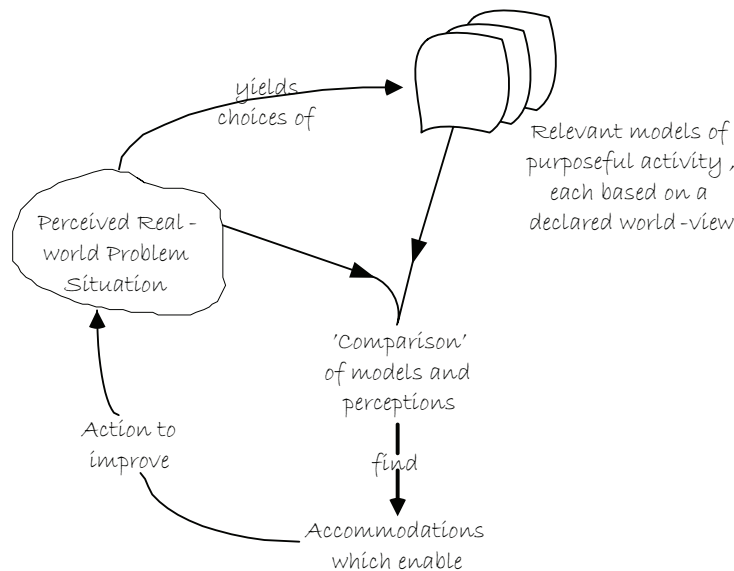 yields
choices of
Relevant models of
purposeful activity ,
each based on a
declared world-view
Perceived Real-
world Problem
Situation
'Comparison'
of models and
perceptions
find
Action to
improve
Accommodations
which enable